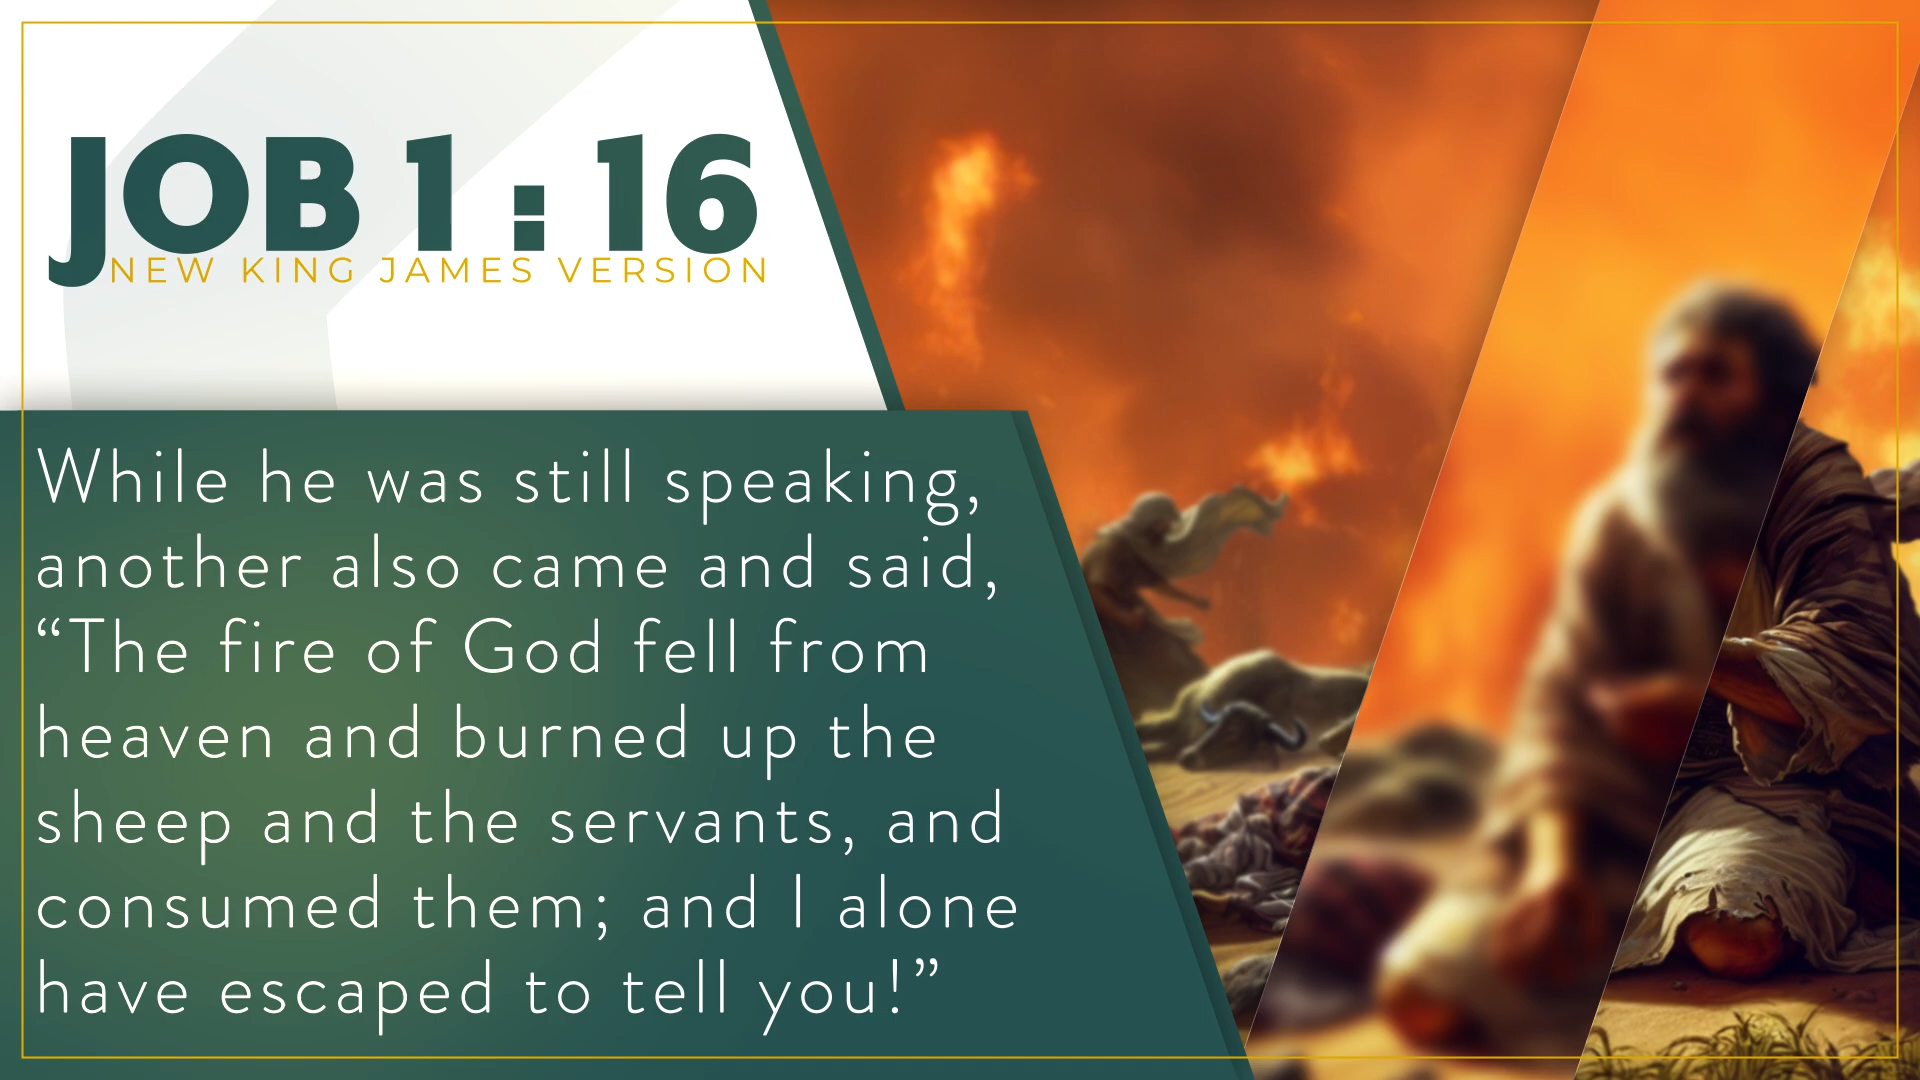 JOB 1 : 16
NEW KING JAMES VERSION
While he was still speaking,
another also came and said,
“The fire of God fell from
heaven and burned up the
sheep and the servants, and
consumed them; and I alone
have escaped to tell you!”